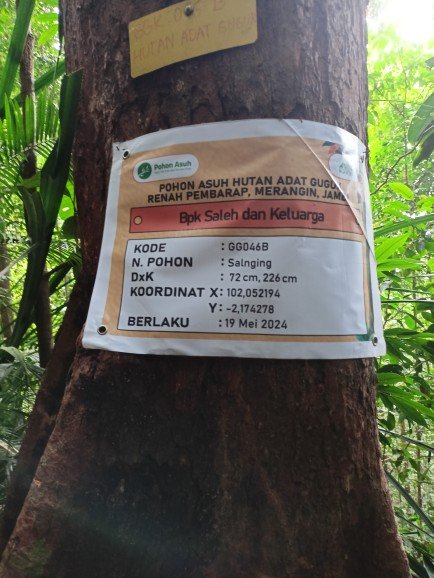 HUTAN ADAT GUGUK
Pohon Asuh
POHON ASUH HUTAN ADAT GUGU
RENAH PEMBARAP, MERANGIN, JAMB
Bpk Saleh dan Keluarga
KODE : GG046B
N. POHON : Salnging
DxK : 72 cm, 226 cm
KOORDINAT X: 102,052194
Y: -2,174278
BERLAKU : 19 Mei 2024